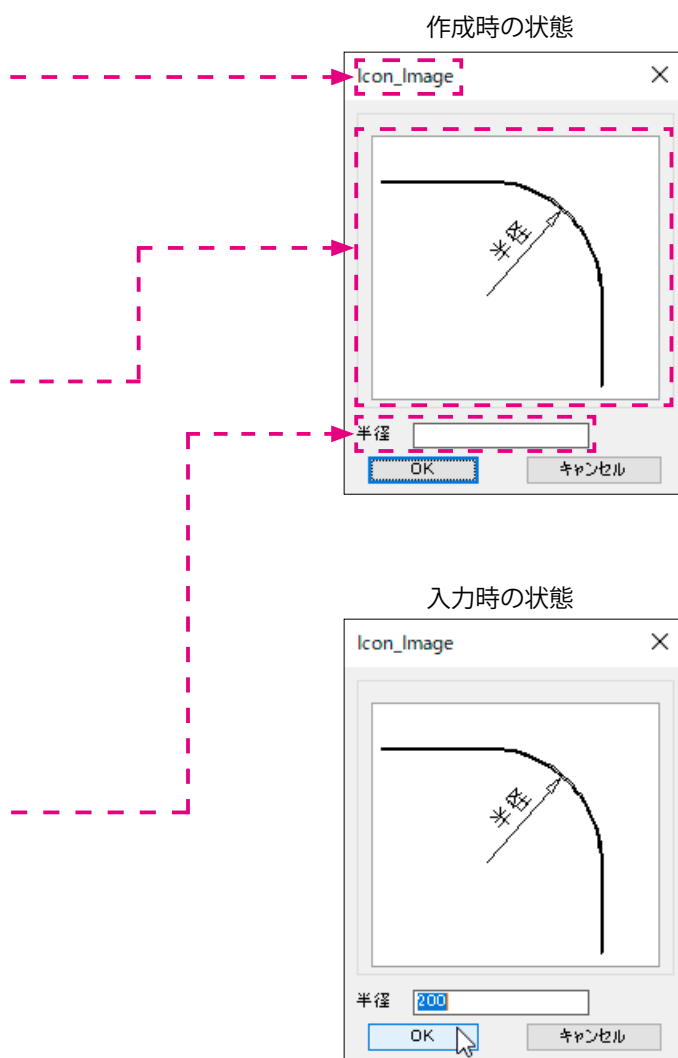 作成時の状態
Icon_Image
半径
半径
OK
キャンセル
入力時の状態
Icon_Image
半径
半径
200
OK
キャンセル